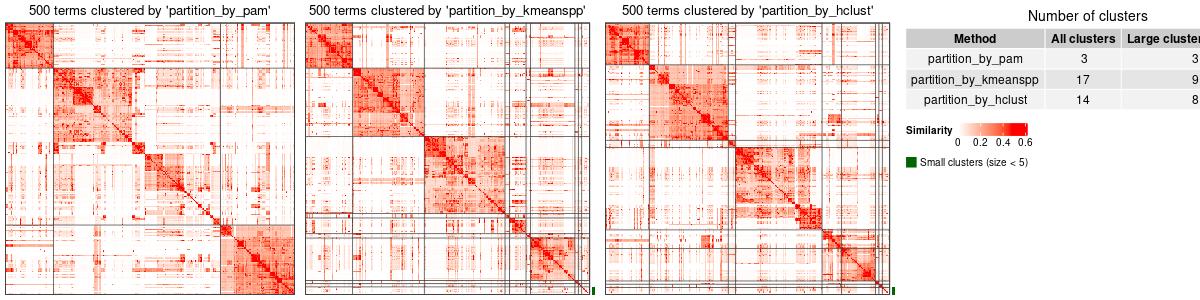 500 terms clustered by 'partition_by_pam'
500 terms clustered by 'partition_by_kmeanspp'
500 terms clustered by 'partition_by_hclust'
Number of clusters
Method All clusters Large cluster
partition_by_pam 3 3
partition_by_kmeanspp 17 9
partition_by_hclust 14 8
Similarity
0 0.2 0.4 0.6
Small clusters (size < 5)